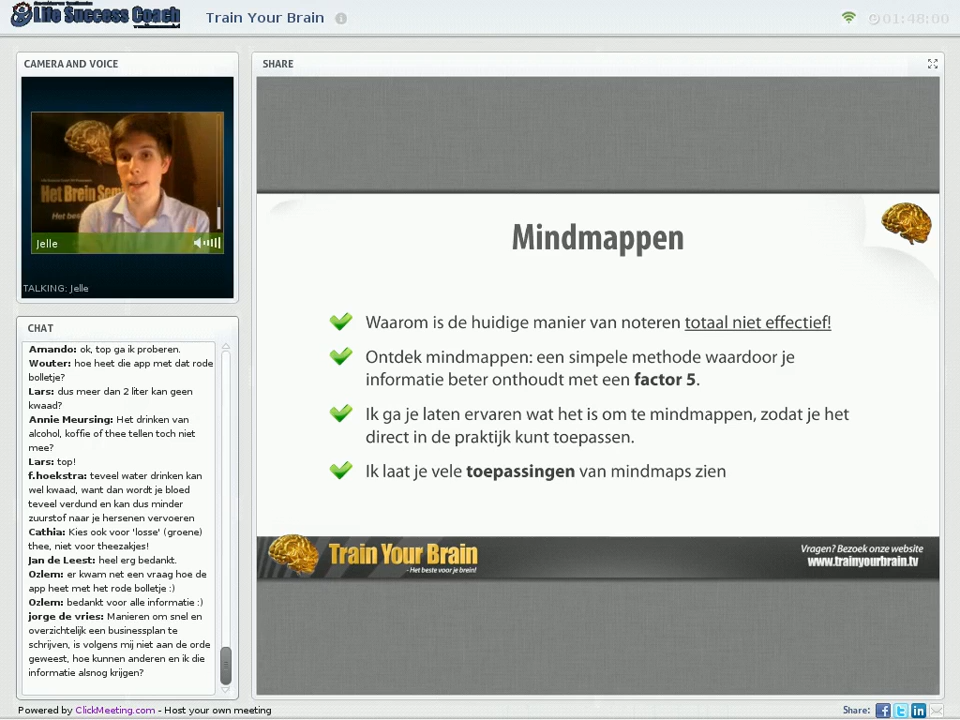 Life Success Coach
Train Your Brain
01:48:00
CAMERA AND VOICE
Het Brein Sem
Het bes
Jelle
TALKING: Jelle
CHAT
Amando: ok, top ga ik proberen.
Wouter: hoe heet die app met dat rode
bolletje?
Lars: dus meer dan 2 liter kan geen
kwaad?
Annie Meursing: Het drinken van
alcohol, koffie of thee tellen toch niet
mee?
Lars: top!
f.hoekstra: teveel water drinken kan
wel kwaad, want dan wordt je bloed
teveel verdund en kan dus minder
zuurstof naar je hersenen vervoeren
Cathia: Kies ook voor 'losse' (groene)
thee, niet voor theezakjes!
Jan de Leest: heel erg bedankt.
Ozlem: er kwam net een vraag hoe de
app heet met het rode bolletje :)
Ozlem: bedankt voor alle informatie :)
jorge de vries: Manieren om snel en
overzichtelijk een businessplan te
schrijven, is volgens mij niet aan de orde
geweest, hoe kunnen anderen en ik die
informatie alsnog krijgen?
SHARE
Mindmappen
Waarom is de huidige manier van noteren totaal niet effectief!
Ontdek mindmappen: een simpele methode waardoor je
informatie beter onthoudt met een factor 5.
Ik ga je laten ervaren wat het is om te mindmappen, zodat je het
direct in de praktijk kunt toepassen.
Ik laat je vele toepassingen van mindmaps zien
Train Your Brain
- Het beste voor je brein!
Vragen? Bezoek onze website
www.trainyourbrain.tv
Powered by ClickMeeting.com - Host your own meeting
Share: